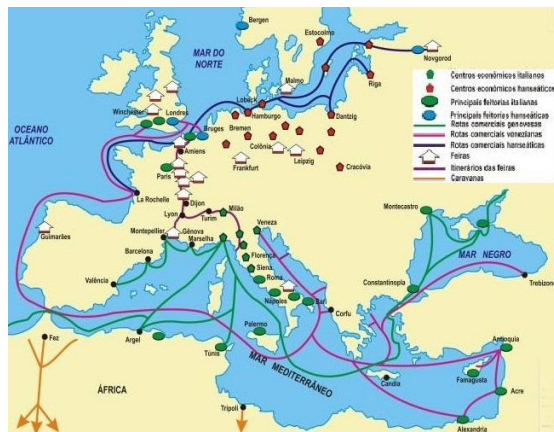 Bergen
Estocolmo
Novgorod
MAR DO
NORTE
Malmo
Riga
Centros econômicos italianos
Centros econômicos hanseáticos
Principais feitorias italianas
Principais feitorias hanseáticas
Rotas comerciais genovesas
Rotas comerciais venezianas
Rotas comerciais hanseáticas
Feiras
Itinerários das feiras
Caravanas
Winchester
Londres
Lübeck
Hamburgo
Dantzig
Bremen
OCEANO
ATLÂNTICO
Bruges
Amiens
Colônia
Leipzig
Frankfurt
Cracóvia
Paris
Dijon
La Rochelle
Lyon
Turim
Milão
Veneza
Montecastro
Guimarães
Montpellier
Gênova
Marselha
Florença
MAR NEGRO
Barcelona
Siena
Roma
Constantinopla
Trebizon
Valência
Nápoles
Bari
Corfu
Palermo
Antioquia
Fez
Argel
Túnis
Candia
Famagusta
MAR MEDITERRÂNEO
Acre
ÁFRICA
Tripoli
Alexandria